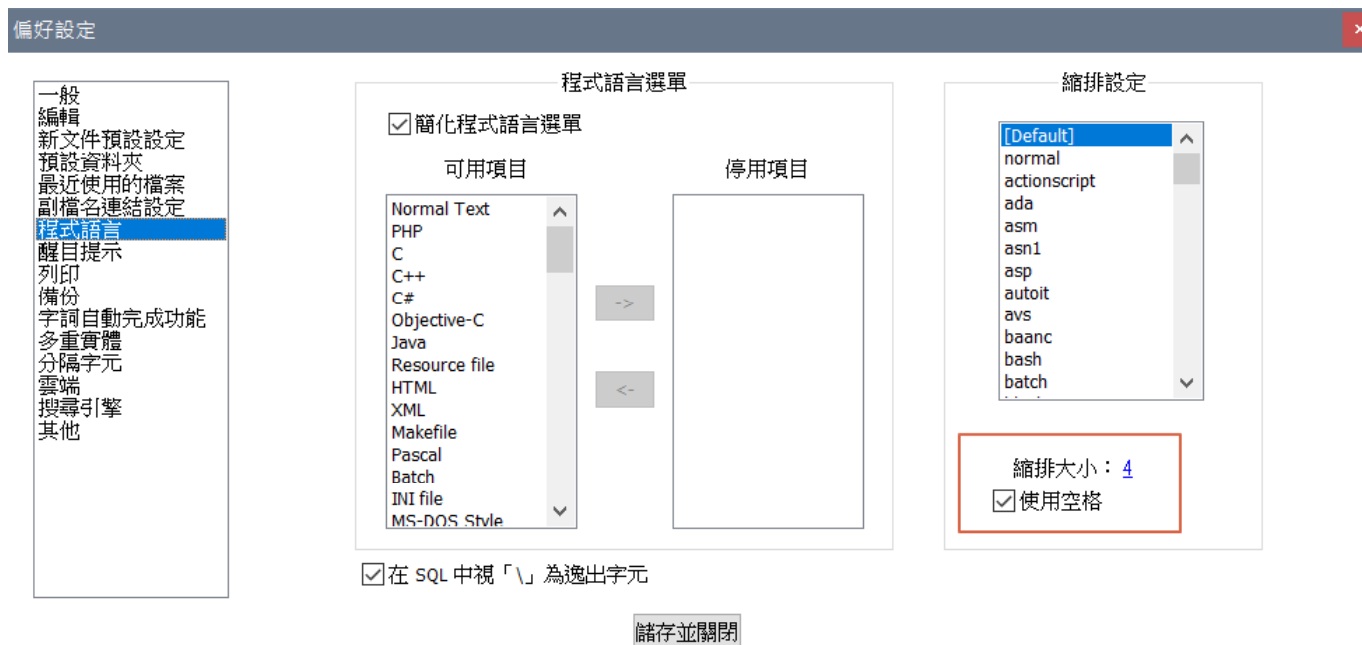 偏好設定
一般
編輯
新文件預設設定
預設資料夾
最近使用的檔案
副檔名連結設定
程式語言
醒目提示
列印
備份
字詞自動完成功能
多重實體
分隔字元
雲端
搜尋引擎
其他
程式語言選單
簡化程式語言選單
可用項目
Normal Text
PHP
C
C++
C#
Objective-C
Java
Resource file
HTML
XML
Makefile
Pascal
Batch
INI file
MS-DOS Style
->
<-
停用項目
在 SQL 中視「\」為逸出字元
縮排設定
[Default]
normal
actionscript
ada
asm
asn1
asp
autoit
avs
baanc
bash
batch
縮排大小：4
使用空格
儲存並關閉